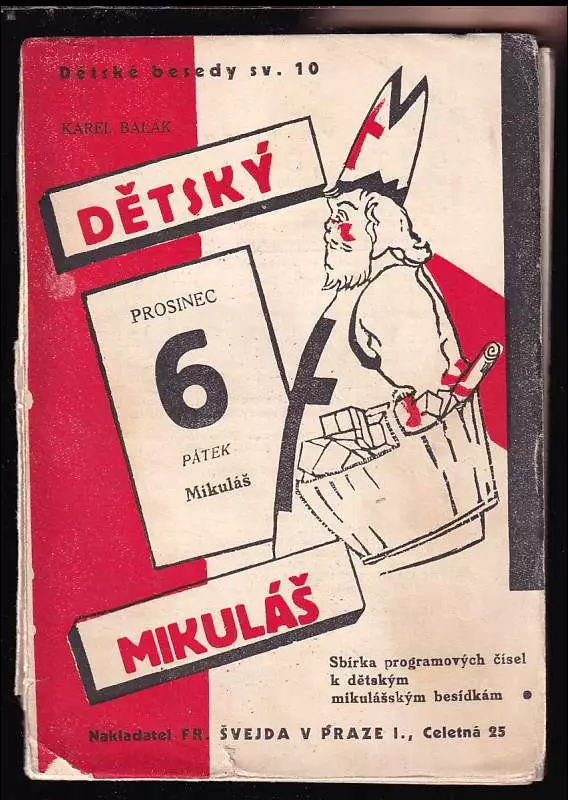 Dětské besedy sv. 10
KAREL BALÁK
DĚTSKÝ
PROSINEC
6
PÁTEK
Mikuláš
MIKULÁŠ
Sbírka programových čísel
k dětským
mikulášským besídkám
Nakladatel FR. ŠVEJDA V PRAZE I., Celetná 25